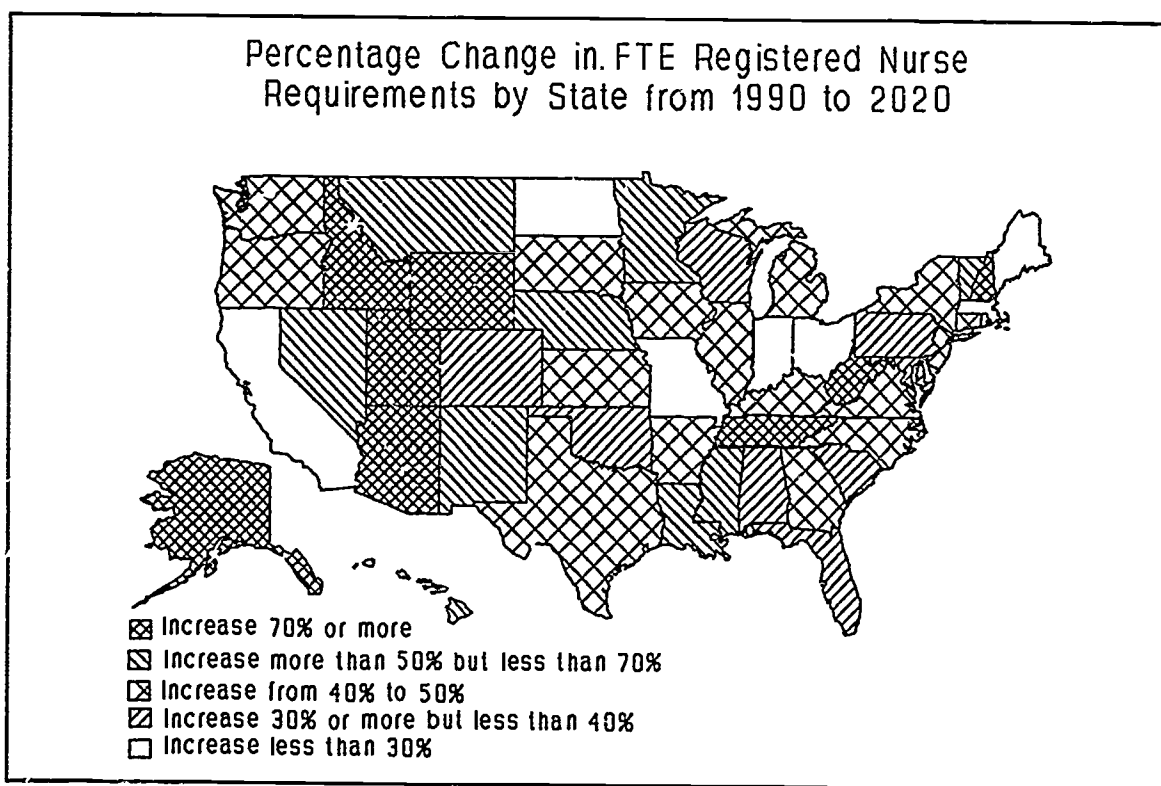 Percentage Change in. FTE Registered Nurse
Requirements by State from 1990 to 2020
Increase 70% or more
Increase more than 50% but less than 70%
Increase from 40% to 50%
Increase 30% or more but less than 40%
Increase less than 30%